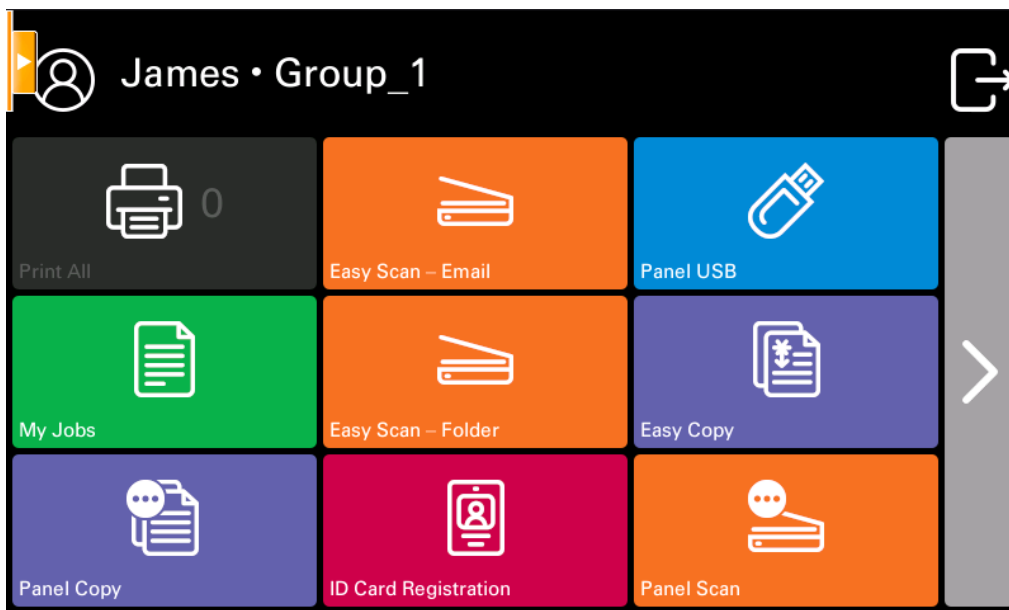 James • Group_1
0
Print All
Easy Scan – Email
Panel USB
My Jobs
Easy Scan – Folder
Easy Copy
Panel Copy
ID Card Registration
Panel Scan